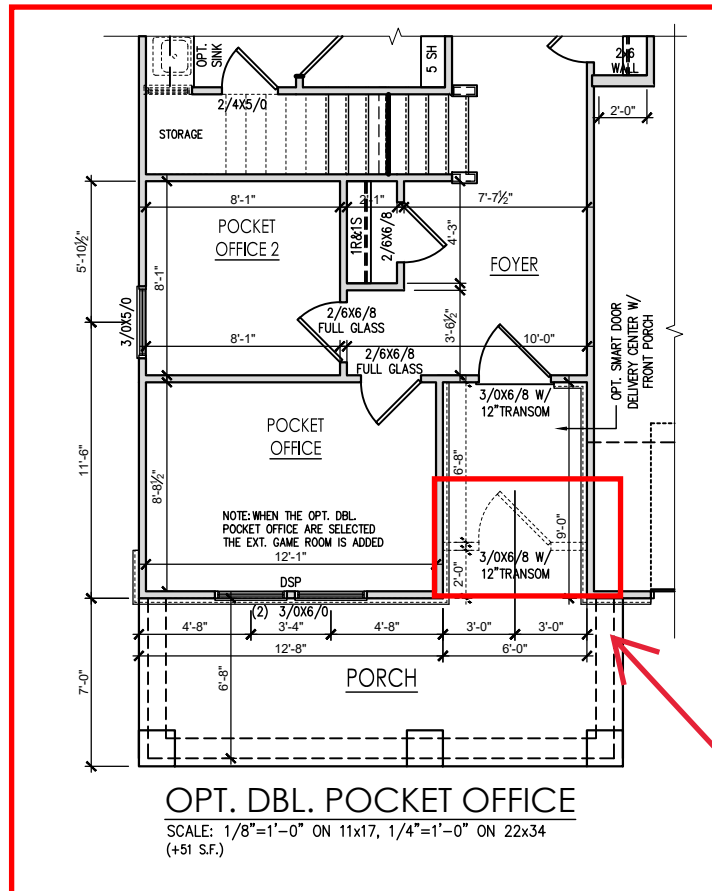 OPT.
SINK
5 SH
2x6
WALL
2/4X5/0
2'-0"
STORAGE
8'-1"
2'-1"
7'-7½"
POCKET
OFFICE 2
1R&1S
2/6X6/8
4'-3"
5'-10½"
8'-1"
FOYER
3/0X5/0
2/6X6/8
FULL GLASS
8'-1"
3'-6½"
10'-0"
2/6X6/8
FULL GLASS
OPT. SMART DOOR
DELIVERY CENTER W/
FRONT PORCH
3/0X6/8 W/
12"TRANSOM
POCKET
OFFICE
11'-6"
8'-8½"
6'-8"
9'-0"
NOTE: WHEN THE OPT. DBL.
POCKET OFFICE ARE SELECTED
THE EXT. GAME ROOM IS ADDED
12'-1"
3/0X6/8 W/
12"TRANSOM
2'-0"
DSP
(2) 3/0X6/0
4'-8"
3'-4"
4'-8"
3'-0"
3'-0"
12'-8"
6'-0"
7'-0"
6'-8"
PORCH
OPT. DBL. POCKET OFFICE
SCALE: 1/8"=1'-0" ON 11x17, 1/4"=1'-0" ON 22x34
(+51 S.F.)